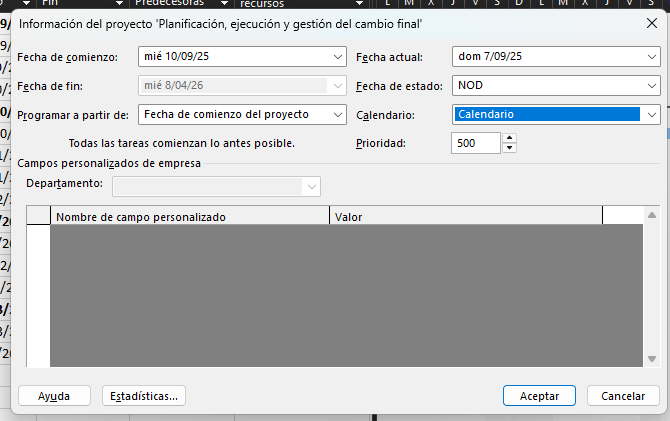 Fin Predecesoras recursos L M X J V S D L M X J V S
Información del proyecto 'Planificación, ejecución y gestión del cambio final'
Fecha de comienzo: mié 10/09/25 Fecha actual: dom 7/09/25
Fecha de fin: mié 8/04/26 Fecha de estado: NOD
Programar a partir de: Fecha de comienzo del proyecto Calendario: Calendario
Todas las tareas comienzan lo antes posible. Prioridad: 500
Campos personalizados de empresa
Departamento:
Nombre de campo personalizado Valor
Ayuda Estadísticas... Aceptar Cancelar